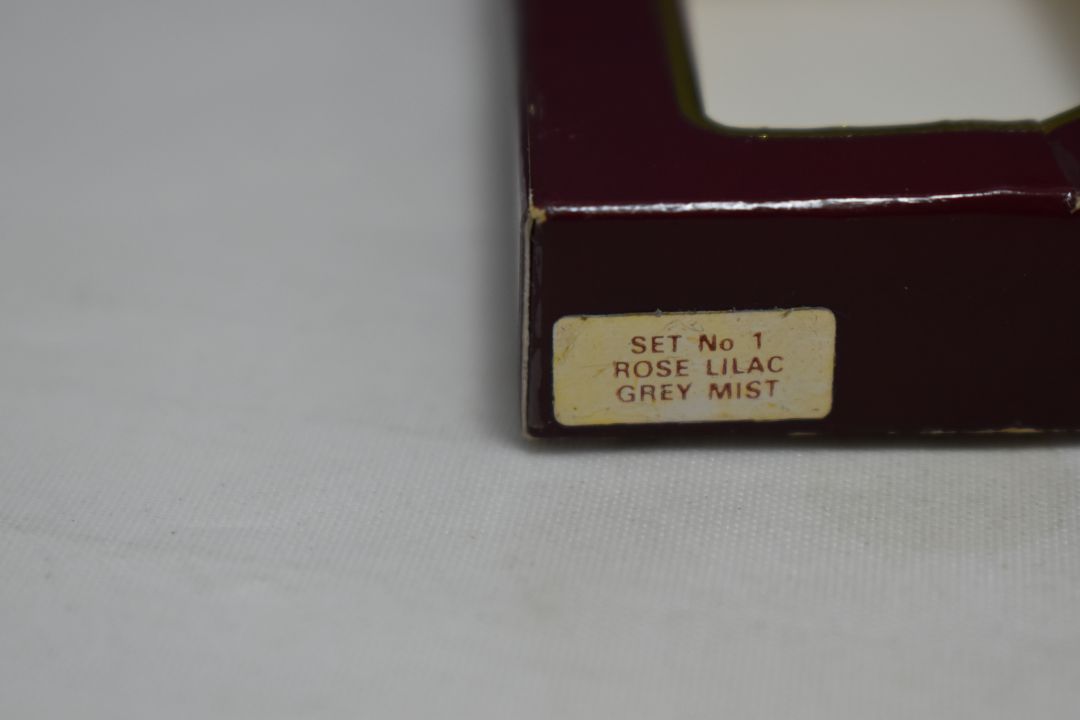 SET No 1
ROSE LILAC
GREY MIST